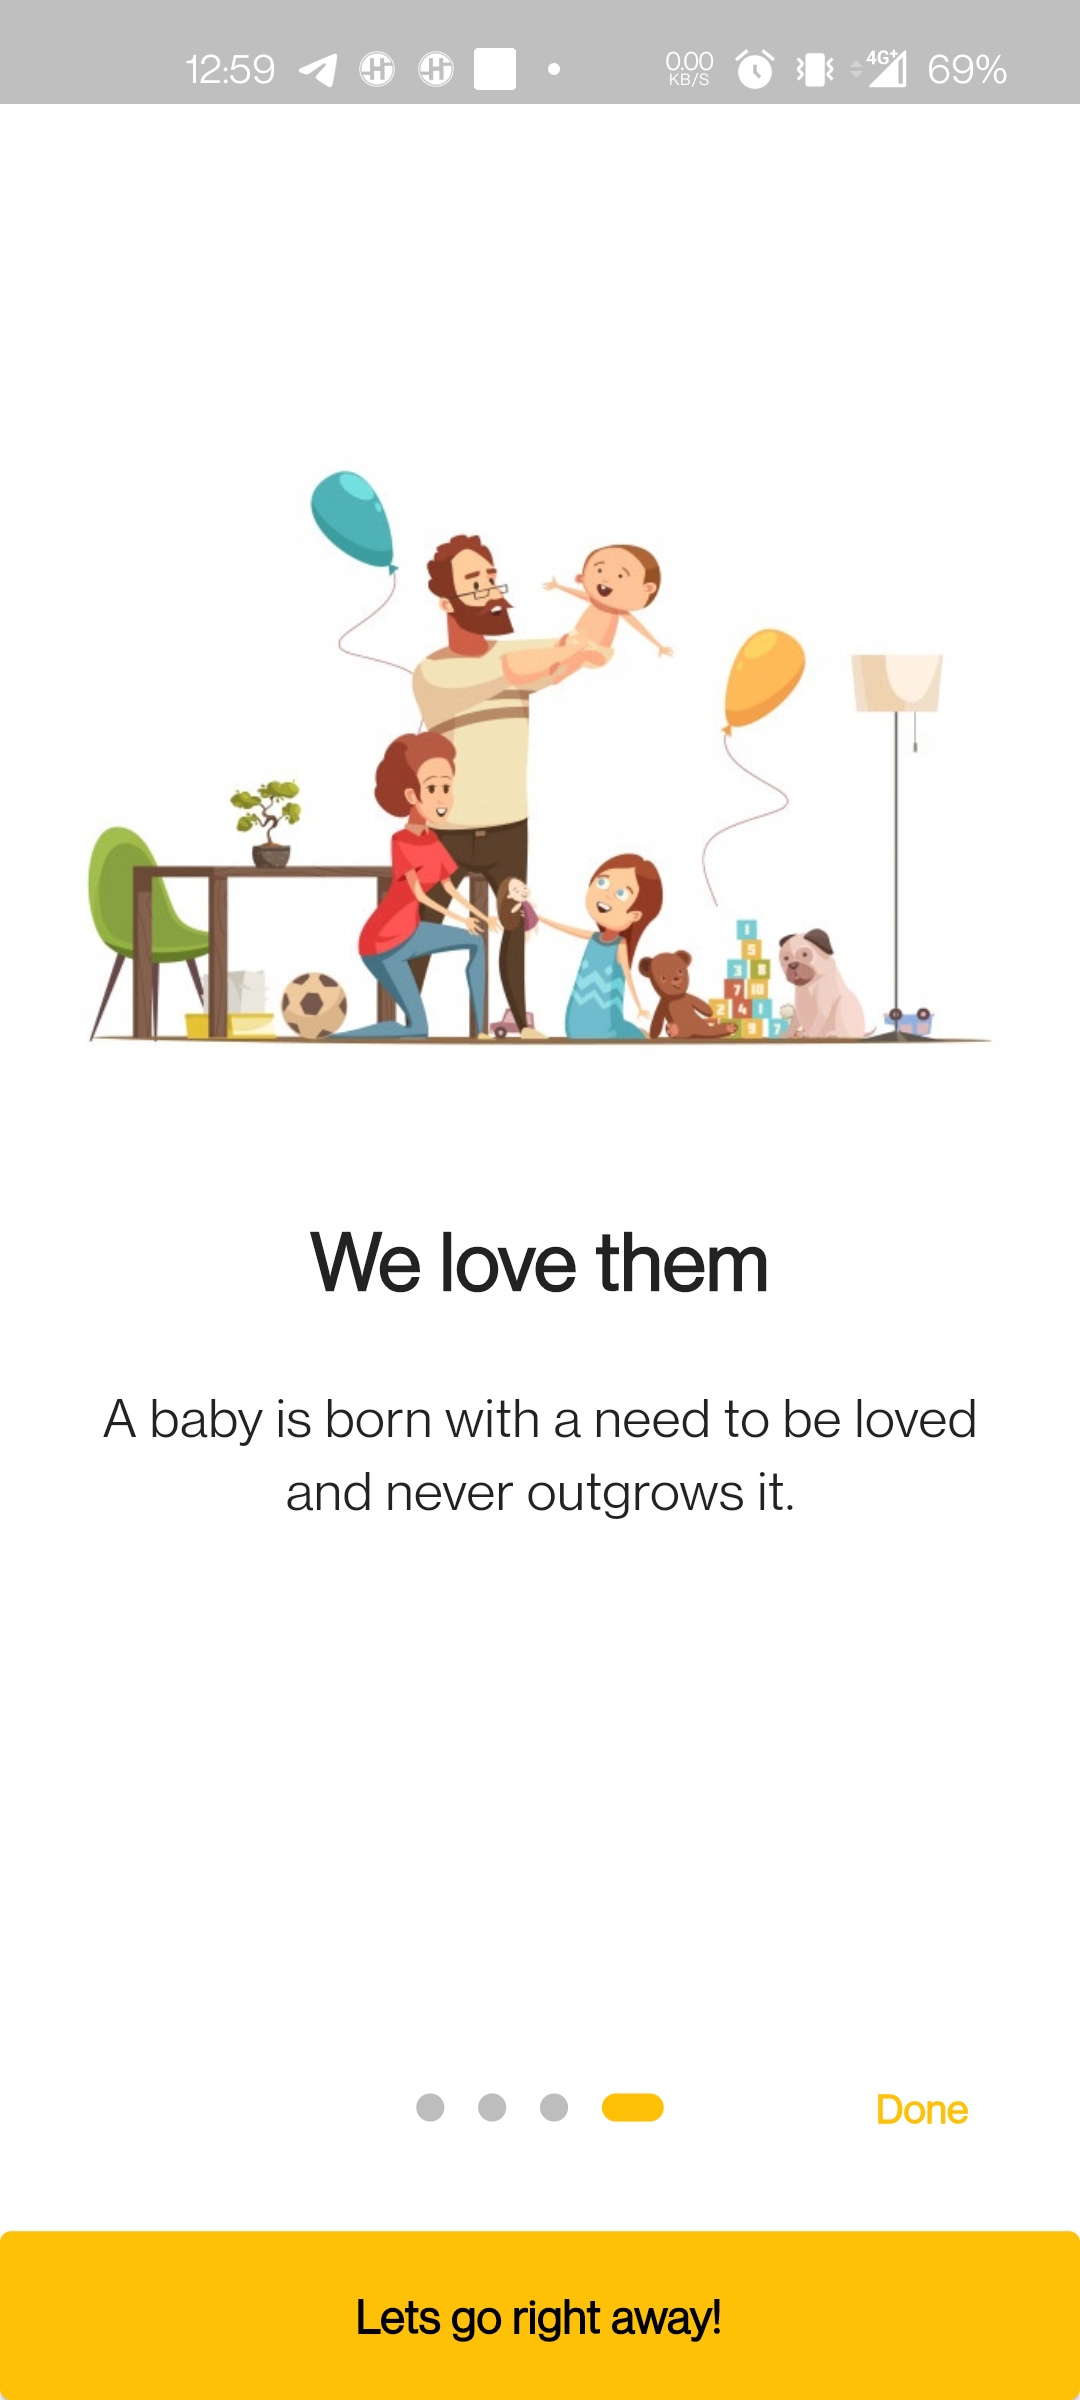 12:59
0.00
KB/S
4G+
69%
1
5
3 8
7 10
2 4 1
9 7
We love them
A baby is born with a need to be loved
and never outgrows it.
Done
Lets go right away!